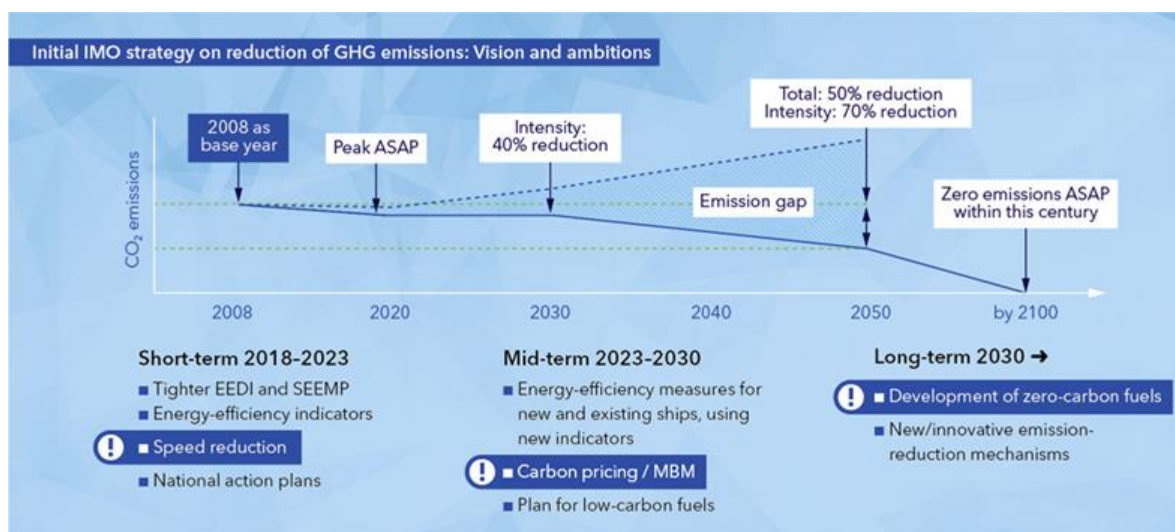 Initial IMO strategy on reduction of GHG emissions: Vision and ambitions
2008 as
base year
Peak ASAP
Intensity:
40% reduction
Total: 50% reduction
Intensity: 70% reduction
Emission gap
Zero emissions ASAP
within this century
CO₂ emissions
2008
2020
2030
2040
2050
by 2100
Short-term 2018–2023
■ Tighter EEDI and SEEMP
■ Energy-efficiency indicators
! ■ Speed reduction
■ National action plans
Mid-term 2023–2030
■ Energy-efficiency measures for
new and existing ships, using
new indicators
! ■ Carbon pricing / MBM
■ Plan for low-carbon fuels
Long-term 2030 →
! ■ Development of zero-carbon fuels
■ New/innovative emission-
reduction mechanisms